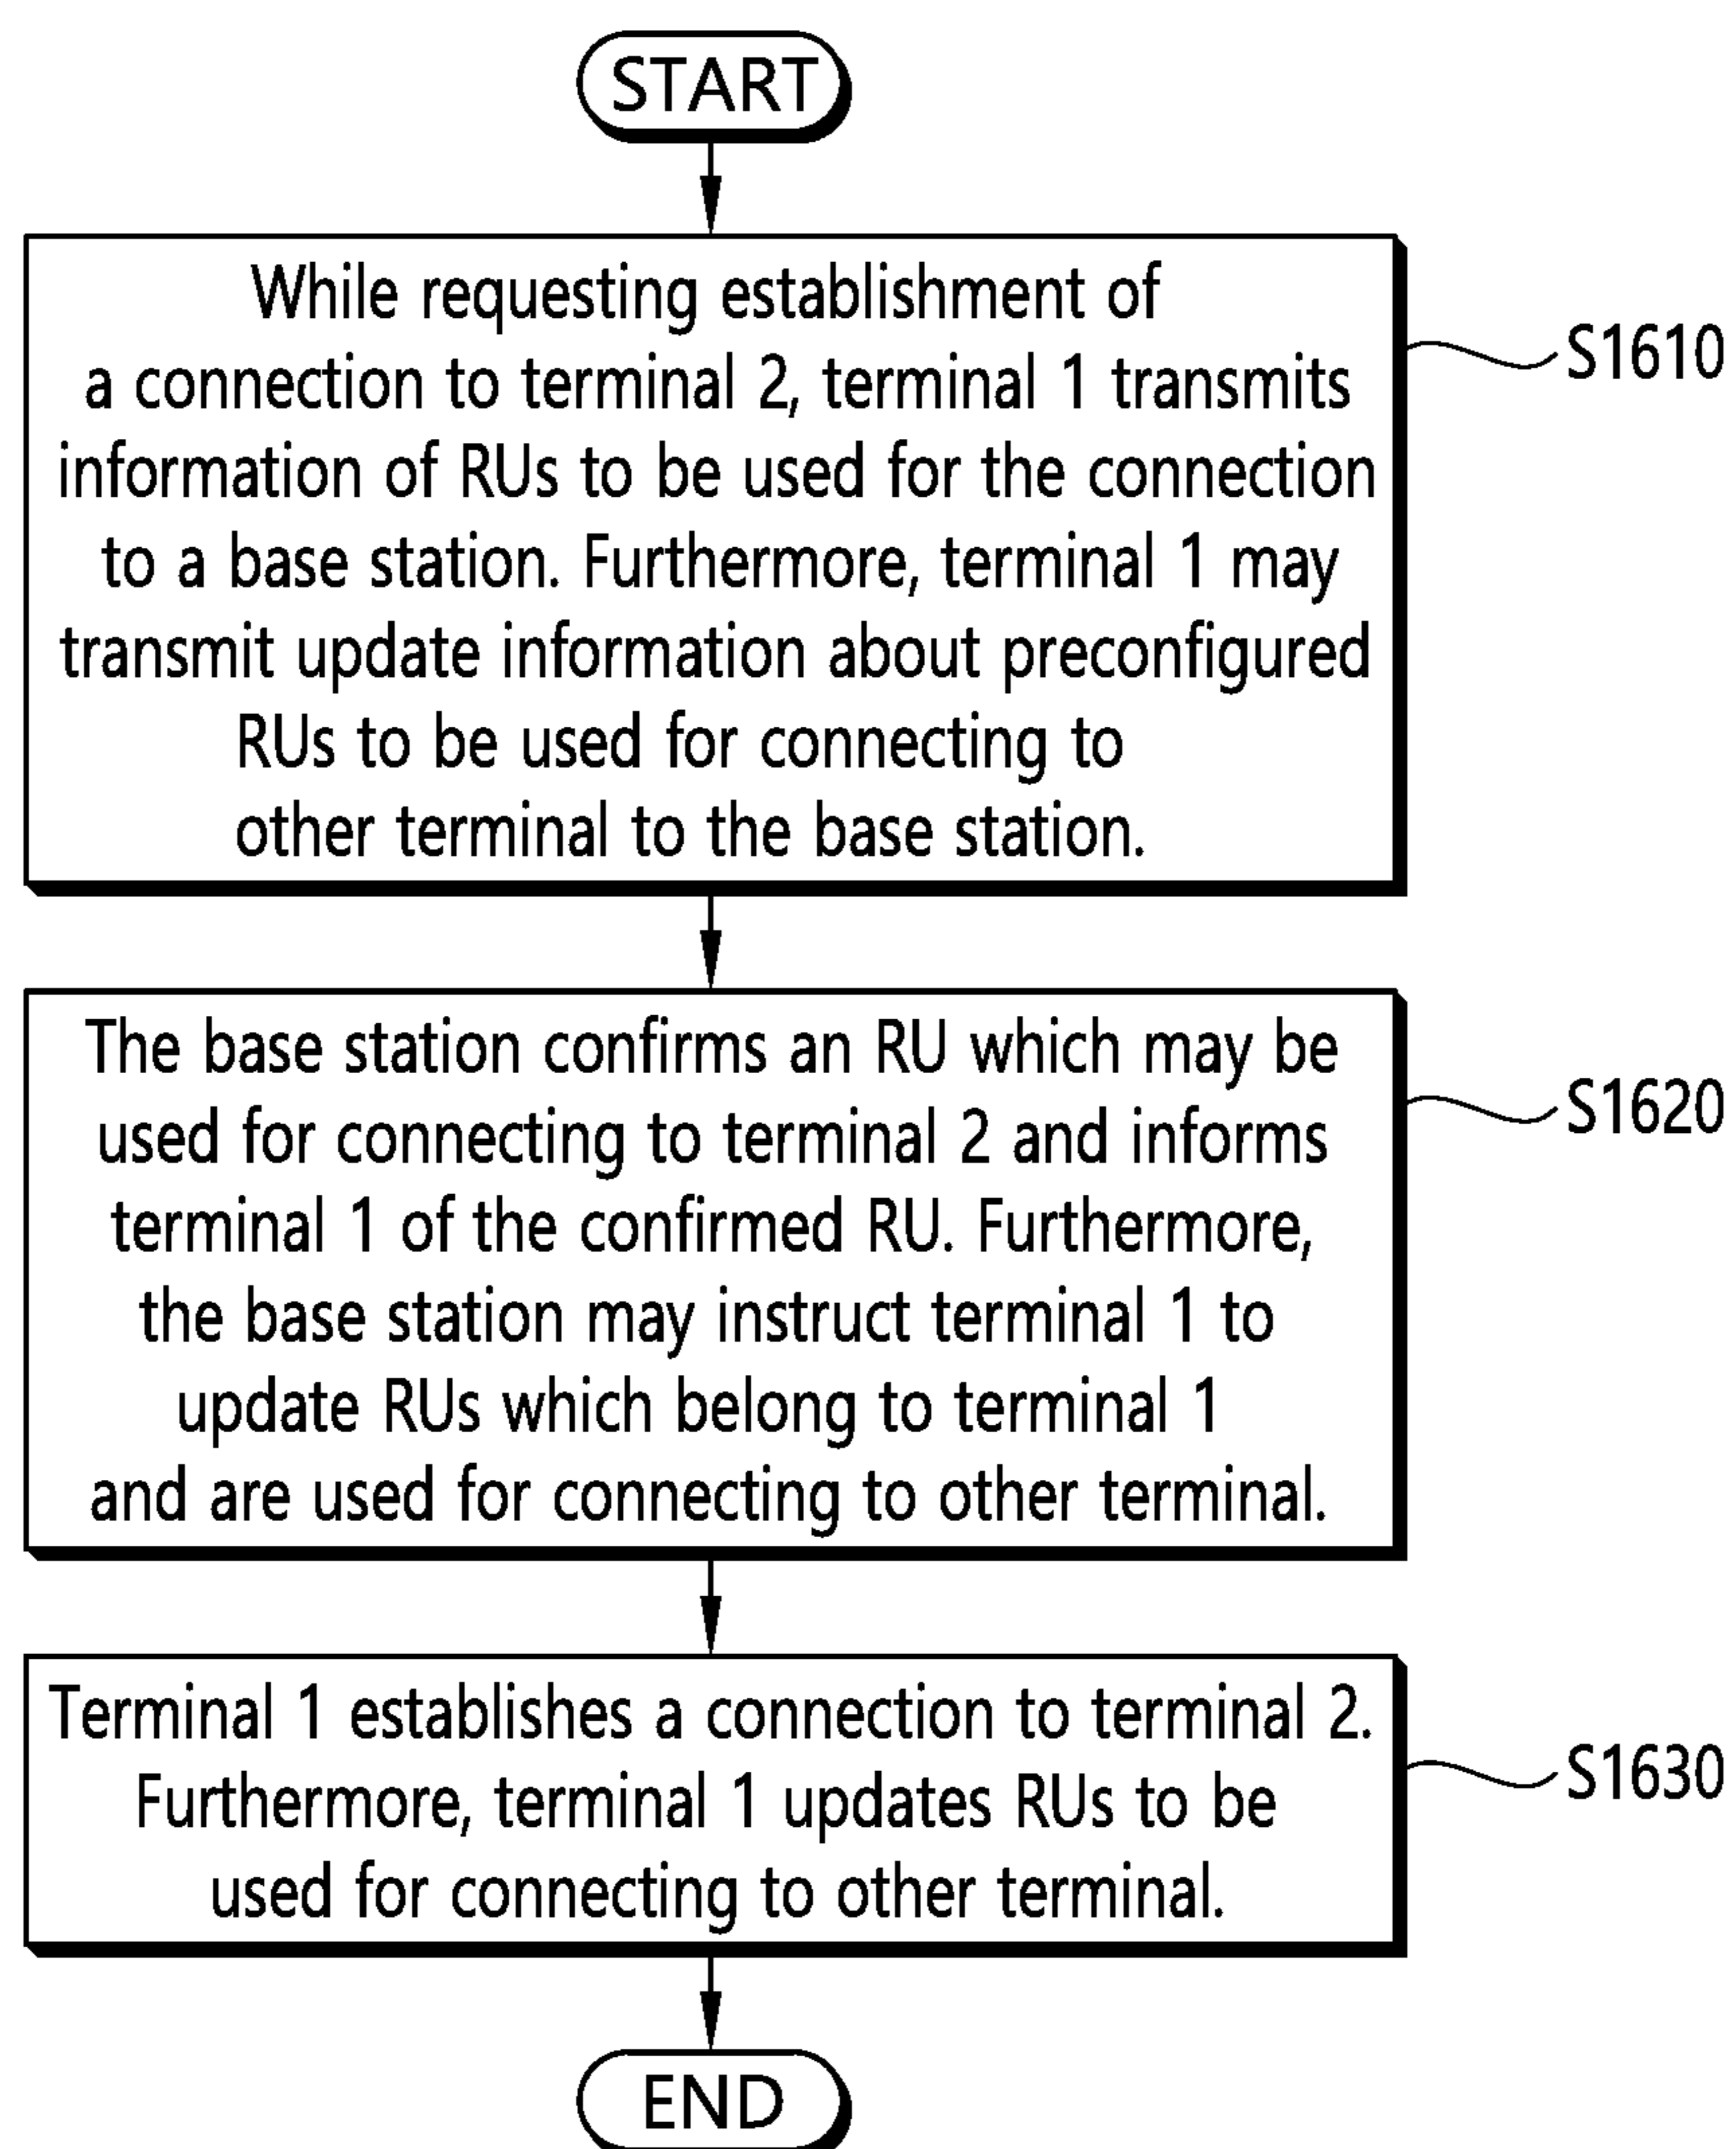 START
While requesting establishment of
a connection to terminal 2, terminal 1 transmits
information of RUs to be used for the connection
to a base station. Furthermore, terminal 1 may
transmit update information about preconfigured
RUs to be used for connecting to
other terminal to the base station.
S1610
The base station confirms an RU which may be
used for connecting to terminal 2 and informs
terminal 1 of the confirmed RU. Furthermore,
the base station may instruct terminal 1 to
update RUs which belong to terminal 1
and are used for connecting to other terminal.
S1620
Terminal 1 establishes a connection to terminal 2.
Furthermore, terminal 1 updates RUs to be
used for connecting to other terminal.
S1630
END